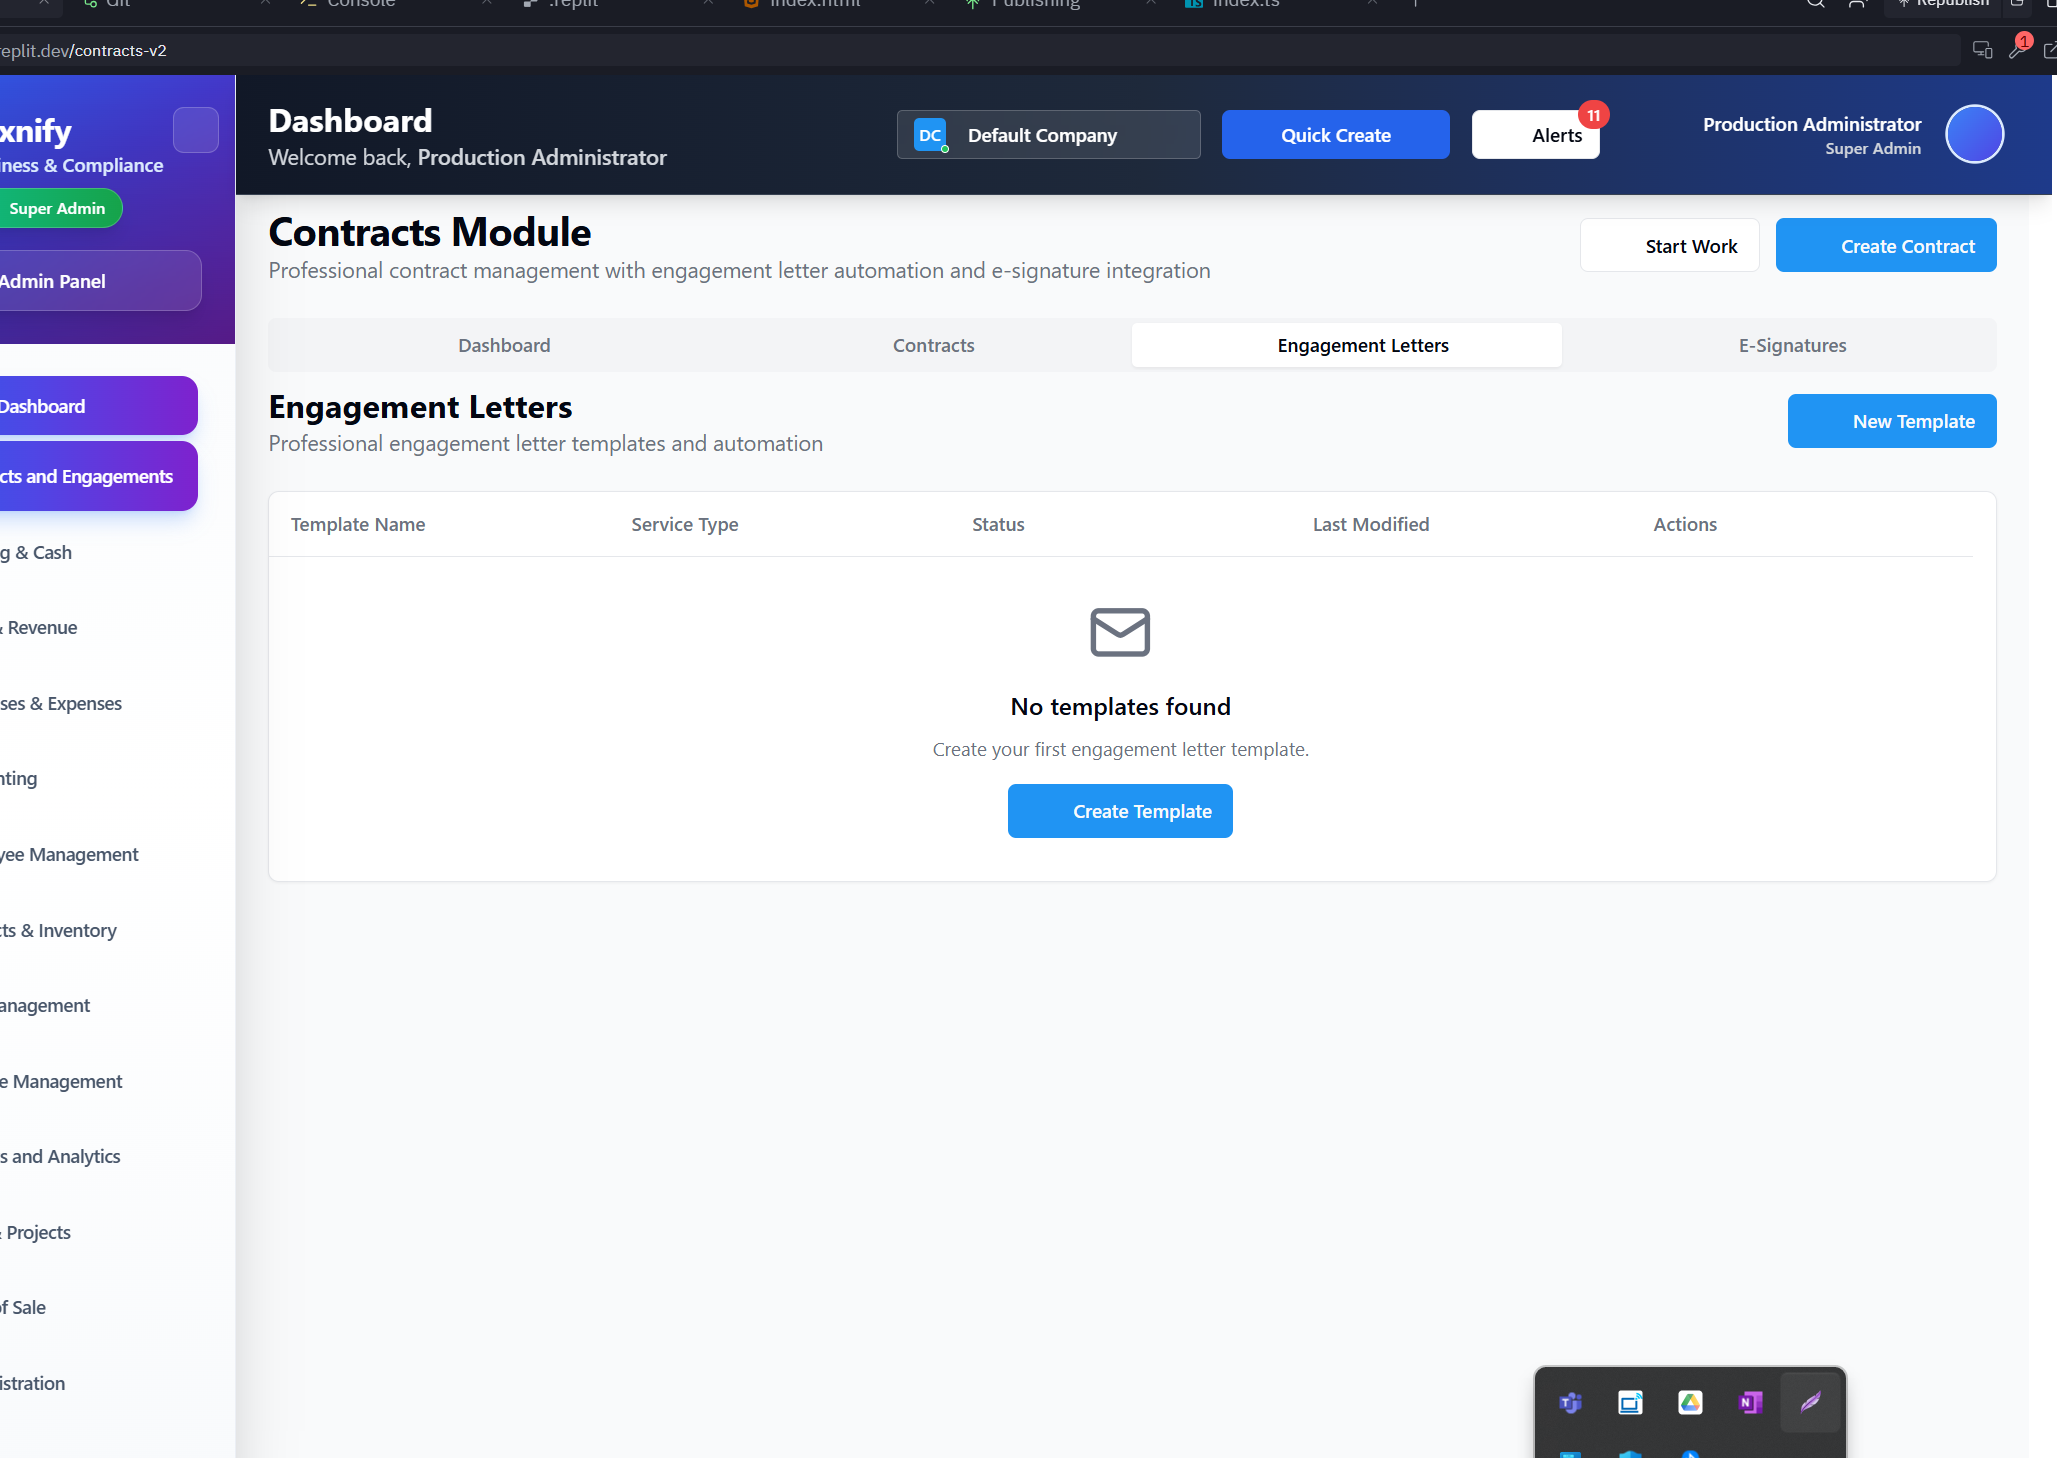 Git
Console
.replit
index.html
Publishing
index.ts
Republish
replit.dev/contracts-v2
1
xnify
iness & Compliance
Super Admin
Admin Panel
Dashboard
cts and Engagements
g & Cash
& Revenue
ses & Expenses
nting
yee Management
cts & Inventory
anagement
e Management
s and Analytics
& Projects
of Sale
istration
Dashboard
Welcome back, Production Administrator
DC
Default Company
Quick Create
Alerts
11
Production Administrator
Super Admin
Contracts Module
Professional contract management with engagement letter automation and e-signature integration
Start Work
Create Contract
Dashboard
Contracts
Engagement Letters
E-Signatures
Engagement Letters
Professional engagement letter templates and automation
New Template
Template Name
Service Type
Status
Last Modified
Actions
No templates found
Create your first engagement letter template.
Create Template